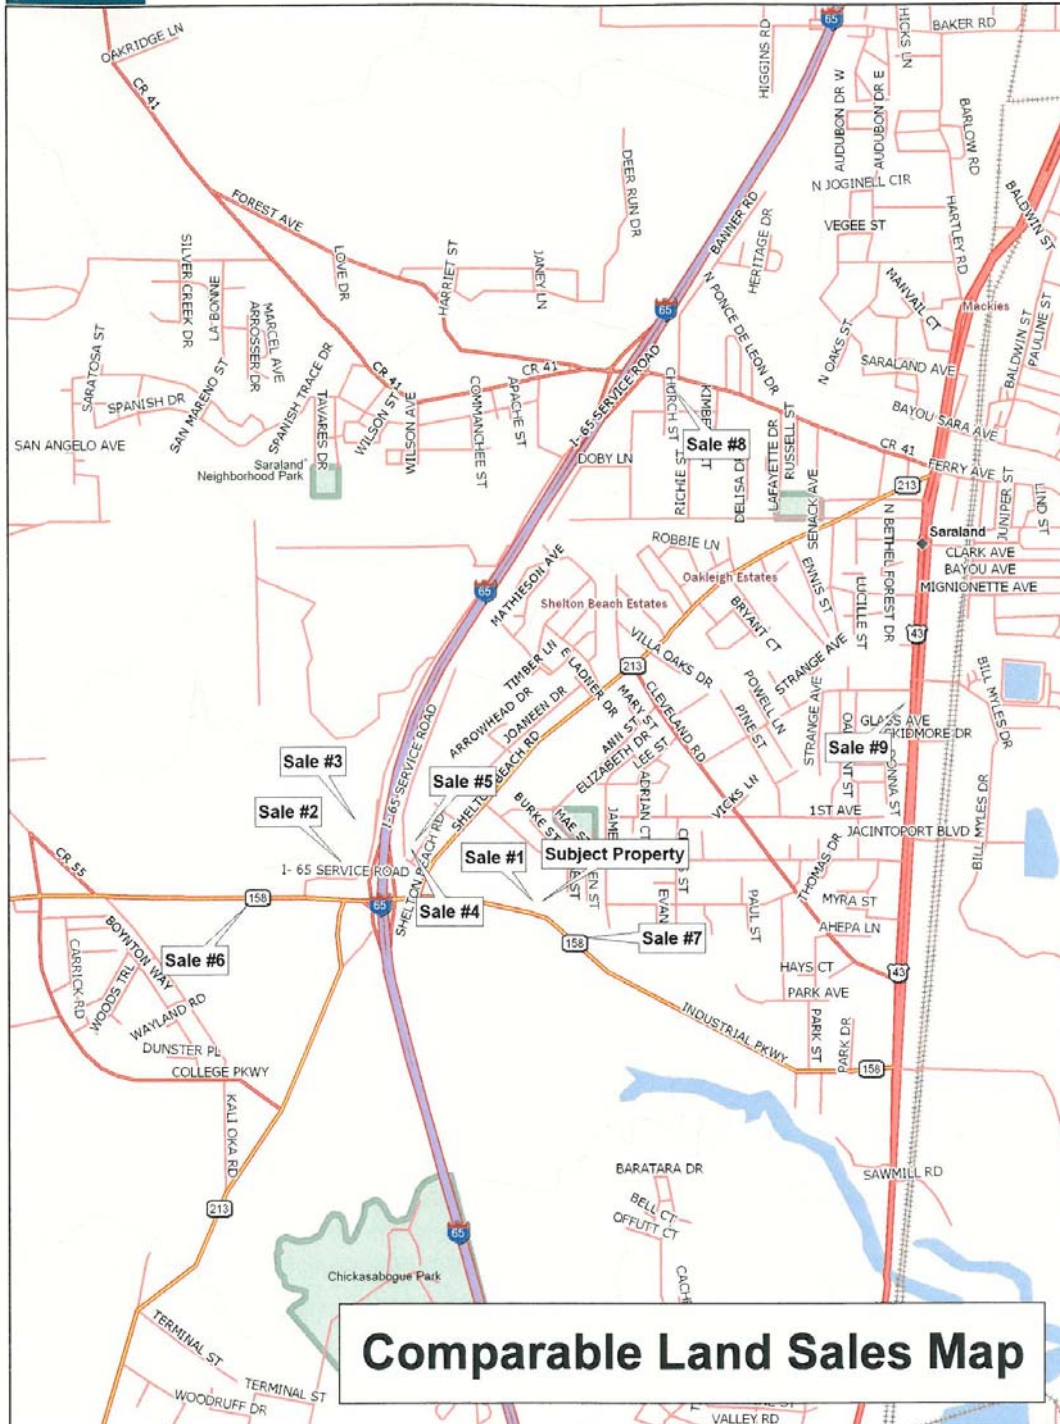 65
HICKS LN
BAKER RD
OAKRIDGE LN
HIGGINS RD
CR 41
AUDUBON DR W
AUDUBON DR E
BARLOW RD
DEER RUN DR
N JOGINELL CIR
FOREST AVE
BANNER RD
HARTLEY RD
BALDWIN ST
VEGEE ST
HERITAGE DR
SILVER CREEK DR
LA-BONNE
LOVE DR
HARRIET ST
JANEY LN
MANVAIL CT
N PONCE DE LEON DR
Mackies
MARCEL AVE
ARROSSER DR
65
BALDWIN ST
PAULINE ST
SARATOSA ST
N OAKS ST
SARALAND AVE
SPANISH TRACE DR
CR 41
CR 41
I- 65 SERVICE ROAD
SPANISH DR
SAN MARENO ST
TAVARES DR
WILSON ST
WILSON AVE
COMMANCHEE ST
APACHE ST
CHURCH ST
BAYOU SARA AVE
Sale #8
SAN ANGELO AVE
DOBY LN
RICHIE ST
LAFAYETTE DR
RUSSELL ST
CR 41
FERRY AVE
Saraland
Neighborhood Park
213
SENACK AVE
JUNIPER ST
N BETHEL FOREST DR
ROBBIE LN
Saraland
CLARK AVE
BAYOU AVE
MIGNIONETTE AVE
MATHIESON AVE
Oakleigh Estates
ENNIS ST
LUCILLE ST
65
Shelton Beach Estates
BRYANT CT
43
VILLA OAKS DR
TIMBER LN
E LADNER DR
213
STRANGE AVE
BILL MYLES DR
ARROWHEAD DR
JOANEEN DR
MARY ST
CLEVELAND RD
POWELL LN
PINE ST
STRANGE AVE
ANN ST
ELIZABETH DR
LEE ST
GLASS AVE
SKIDMORE DR
Sale #9
I- 65 SERVICE ROAD
Sale #3
Sale #5
Sale #2
BURKE ST
ADRIAN CT
VICKS LN
1ST AVE
BILL MYLES DR
JACINTOPORT BLVD
CR 55
I- 65 SERVICE ROAD
Sale #1
Subject Property
THOMAS DR
158
65
Sale #4
PAUL ST
MYRA ST
AHEPA LN
BOYNTON WAY
Sale #6
158
Sale #7
CARRICK-RD
WOODS TRL
HAYS CT
43
WAYLAND RD
PARK AVE
DUNSTER PL
INDUSTRIAL PKWY
PARK ST
PARK DR
COLLEGE PKWY
158
KALI OKA RD
BARATARA DR
SAWMILL RD
213
BELL CT
OFFUTT CT
65
Chickasabogue Park
TERMINAL ST
Comparable Land Sales Map
TERMINAL ST
WOODRUFF DR
VALLEY RD